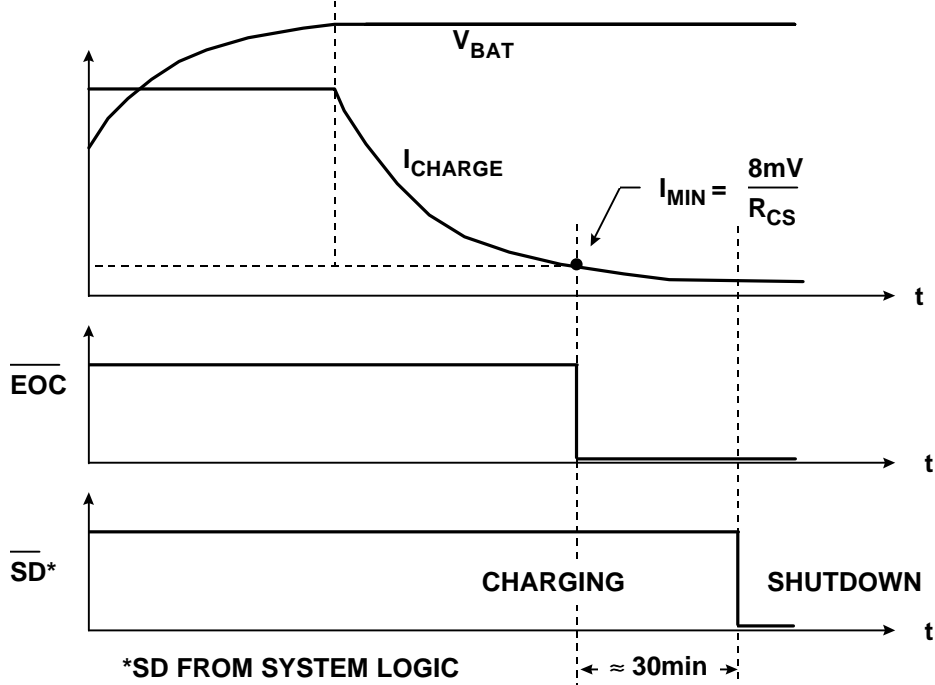 VBAT
ICHARGE
IMIN = 8mV
RCS
t
EOC
t
SD*
CHARGING
SHUTDOWN
t
*SD FROM SYSTEM LOGIC
≈ 30min